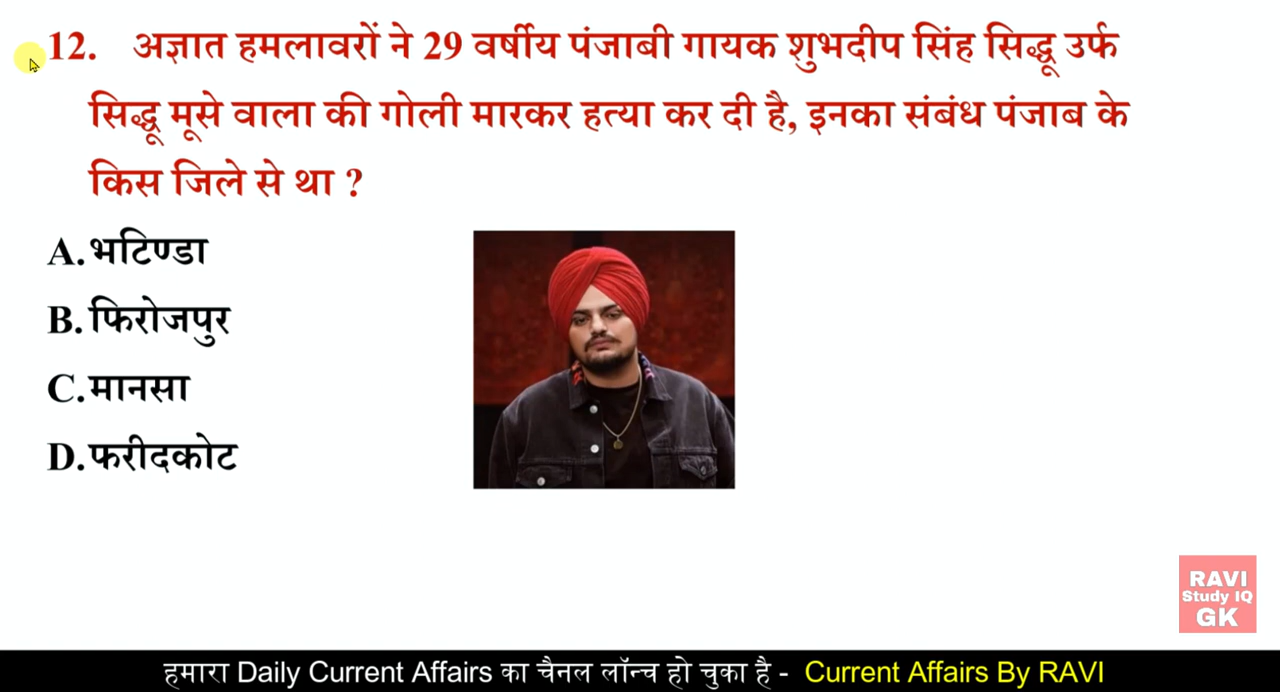 12. अज्ञात हमलावरों ने 29 वर्षीय पंजाबी गायक शुभदीप सिंह सिद्धू उर्फ
सिद्धू मूसे वाला की गोली मारकर हत्या कर दी है, इनका संबंध पंजाब के
किस जिले से था ?
A. भटिण्डा
B. फिरोजपुर
C. मानसा
D. फरीदकोट
RAVI
Study IQ
GK
हमारा Daily Current Affairs का चैनल लॉन्च हो चुका है - Current Affairs By RAVI